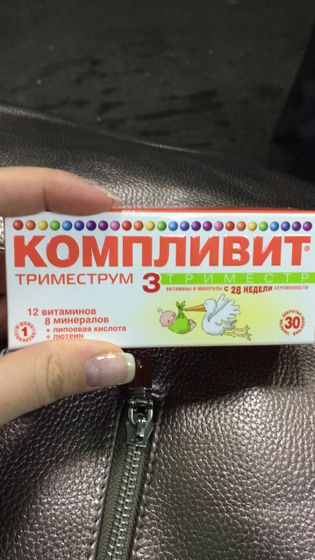 КОМПЛИВИТ®
ТРИМЕСТРУМ 3 ТРИМЕСТР
ВИТАМИНЫ И МИНЕРАЛЫ С 28 НЕДЕЛИ БЕРЕМЕННОСТИ
12 витаминов
8 минералов
+ липоевая кислота
+ лютеин
1
30